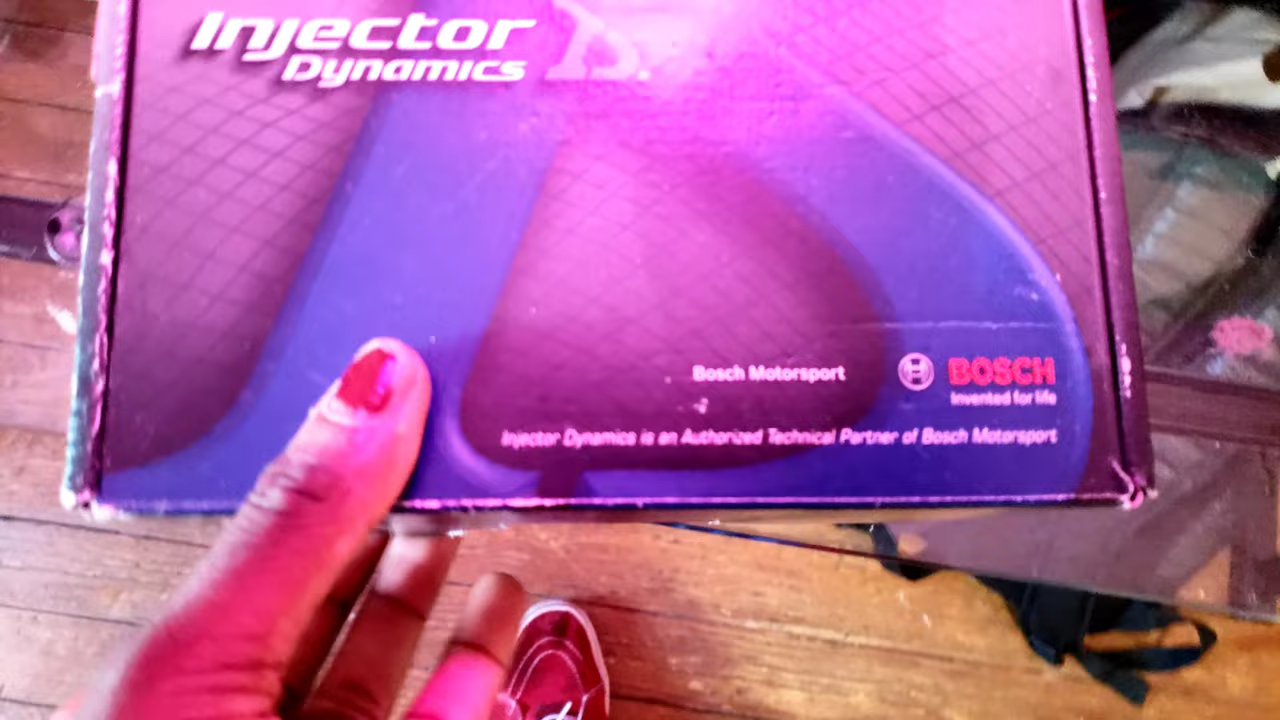 Injector
Dynamics
Bosch Motorsport
BOSCH
Invented for life
Injector Dynamics is an Authorized Technical Partner of Bosch Motorsport